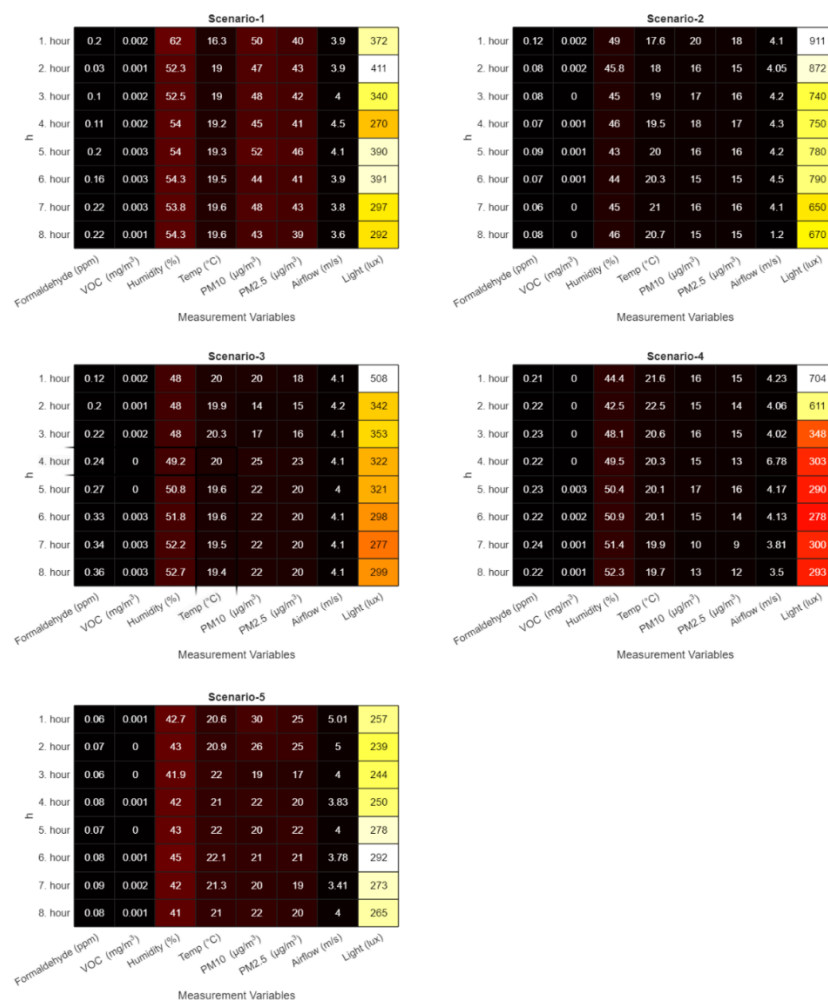 Scenario-1
1. hour 0.2 0.002 62 16.3 50 40 3.9 372
2. hour 0.03 0.001 52.3 19 47 43 3.9 411
3. hour 0.1 0.002 52.5 19 48 42 4 340
4. hour 0.11 0.002 54 19.2 45 41 4.5 270
5. hour 0.2 0.003 54 19.3 52 46 4.1 390
6. hour 0.16 0.003 54.3 19.5 44 41 3.9 391
7. hour 0.22 0.003 53.8 19.6 48 43 3.8 297
8. hour 0.22 0.001 54.3 19.6 43 39 3.6 292
h
Formaldehyde (ppm) VOC (mg/m³) Humidity (%) Temp (°C) PM10 (µg/m³) PM2.5 (µg/m³) Airflow (m/s) Light (lux)
Measurement Variables
Scenario-2
1. hour 0.12 0.002 49 17.6 20 18 4.1 911
2. hour 0.08 0.002 45.8 18 16 15 4.05 872
3. hour 0.08 0 45 19 17 16 4.2 740
4. hour 0.07 0.001 46 19.5 18 17 4.3 750
5. hour 0.09 0.001 43 20 16 16 4.2 780
6. hour 0.07 0.001 44 20.3 15 15 4.5 790
7. hour 0.06 0 45 21 16 16 4.1 650
8. hour 0.08 0 46 20.7 15 15 1.2 670
h
Formaldehyde (ppm) VOC (mg/m³) Humidity (%) Temp (°C) PM10 (µg/m³) PM2.5 (µg/m³) Airflow (m/s) Light (lux)
Measurement Variables
Scenario-3
1. hour 0.12 0.002 48 20 20 18 4.1 508
2. hour 0.2 0.001 48 19.9 14 15 4.2 342
3. hour 0.22 0.002 48 20.3 17 16 4.1 353
4. hour 0.24 0 49.2 20 25 23 4.1 322
5. hour 0.27 0 50.8 19.6 22 20 4 321
6. hour 0.33 0.003 51.8 19.6 22 20 4.1 298
7. hour 0.34 0.003 52.2 19.5 22 20 4.1 277
8. hour 0.36 0.003 52.7 19.4 22 20 4.1 299
h
Formaldehyde (ppm) VOC (mg/m³) Humidity (%) Temp (°C) PM10 (µg/m³) PM2.5 (µg/m³) Airflow (m/s) Light (lux)
Measurement Variables
Scenario-4
1. hour 0.21 0 44.4 21.6 16 15 4.23 704
2. hour 0.22 0 42.5 22.5 15 14 4.06 611
3. hour 0.23 0 48.1 20.6 16 15 4.02 348
4. hour 0.22 0 49.5 20.3 15 13 6.78 303
5. hour 0.23 0.003 50.4 20.1 17 16 4.17 290
6. hour 0.22 0.002 50.9 20.1 15 14 4.13 278
7. hour 0.24 0.001 51.4 19.9 10 9 3.81 300
8. hour 0.22 0.001 52.3 19.7 13 12 3.5 293
h
Formaldehyde (ppm) VOC (mg/m³) Humidity (%) Temp (°C) PM10 (µg/m³) PM2.5 (µg/m³) Airflow (m/s) Light (lux)
Measurement Variables
Scenario-5
1. hour 0.06 0.001 42.7 20.6 30 25 5.01 257
2. hour 0.07 0 43 20.9 26 25 5 239
3. hour 0.06 0 41.9 22 19 17 4 244
4. hour 0.08 0.001 42 21 22 20 3.83 250
5. hour 0.07 0 43 22 20 22 4 278
6. hour 0.08 0.001 45 22.1 21 21 3.78 292
7. hour 0.09 0.002 42 21.3 20 19 3.41 273
8. hour 0.08 0.001 41 21 22 20 4 265
h
Formaldehyde (ppm) VOC (mg/m³) Humidity (%) Temp (°C) PM10 (µg/m³) PM2.5 (µg/m³) Airflow (m/s) Light (lux)
Measurement Variables